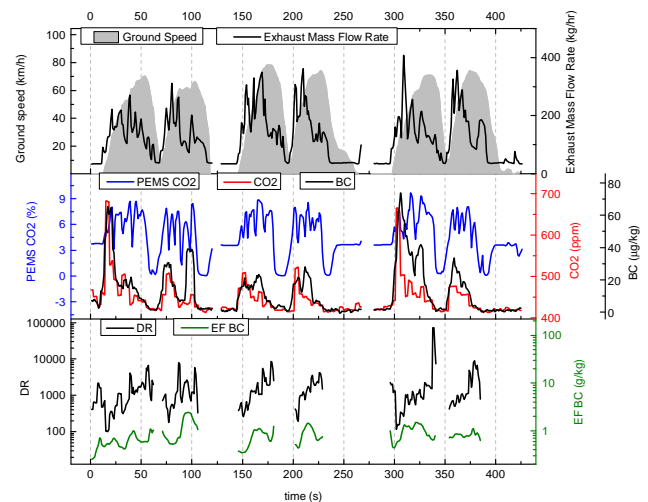 0 50 100 150 200 250 300 350 400
Ground Speed Exhaust Mass Flow Rate
Ground speed (km/h)
100
80
60
40
20
Exhaust Mass Flow Rate (kg/hr)
400
200
0
PEMS CO2 CO2 BC
PEMS CO2 (%)
9
6
3
0
-3
CO2 (ppm)
700
600
500
400
BC (µg/kg)
80
60
40
20
0
DR EF BC
DR
100000
10000
1000
100
EF BC (g/kg)
100
10
1
0 50 100 150 200 250 300 350 400
time (s)